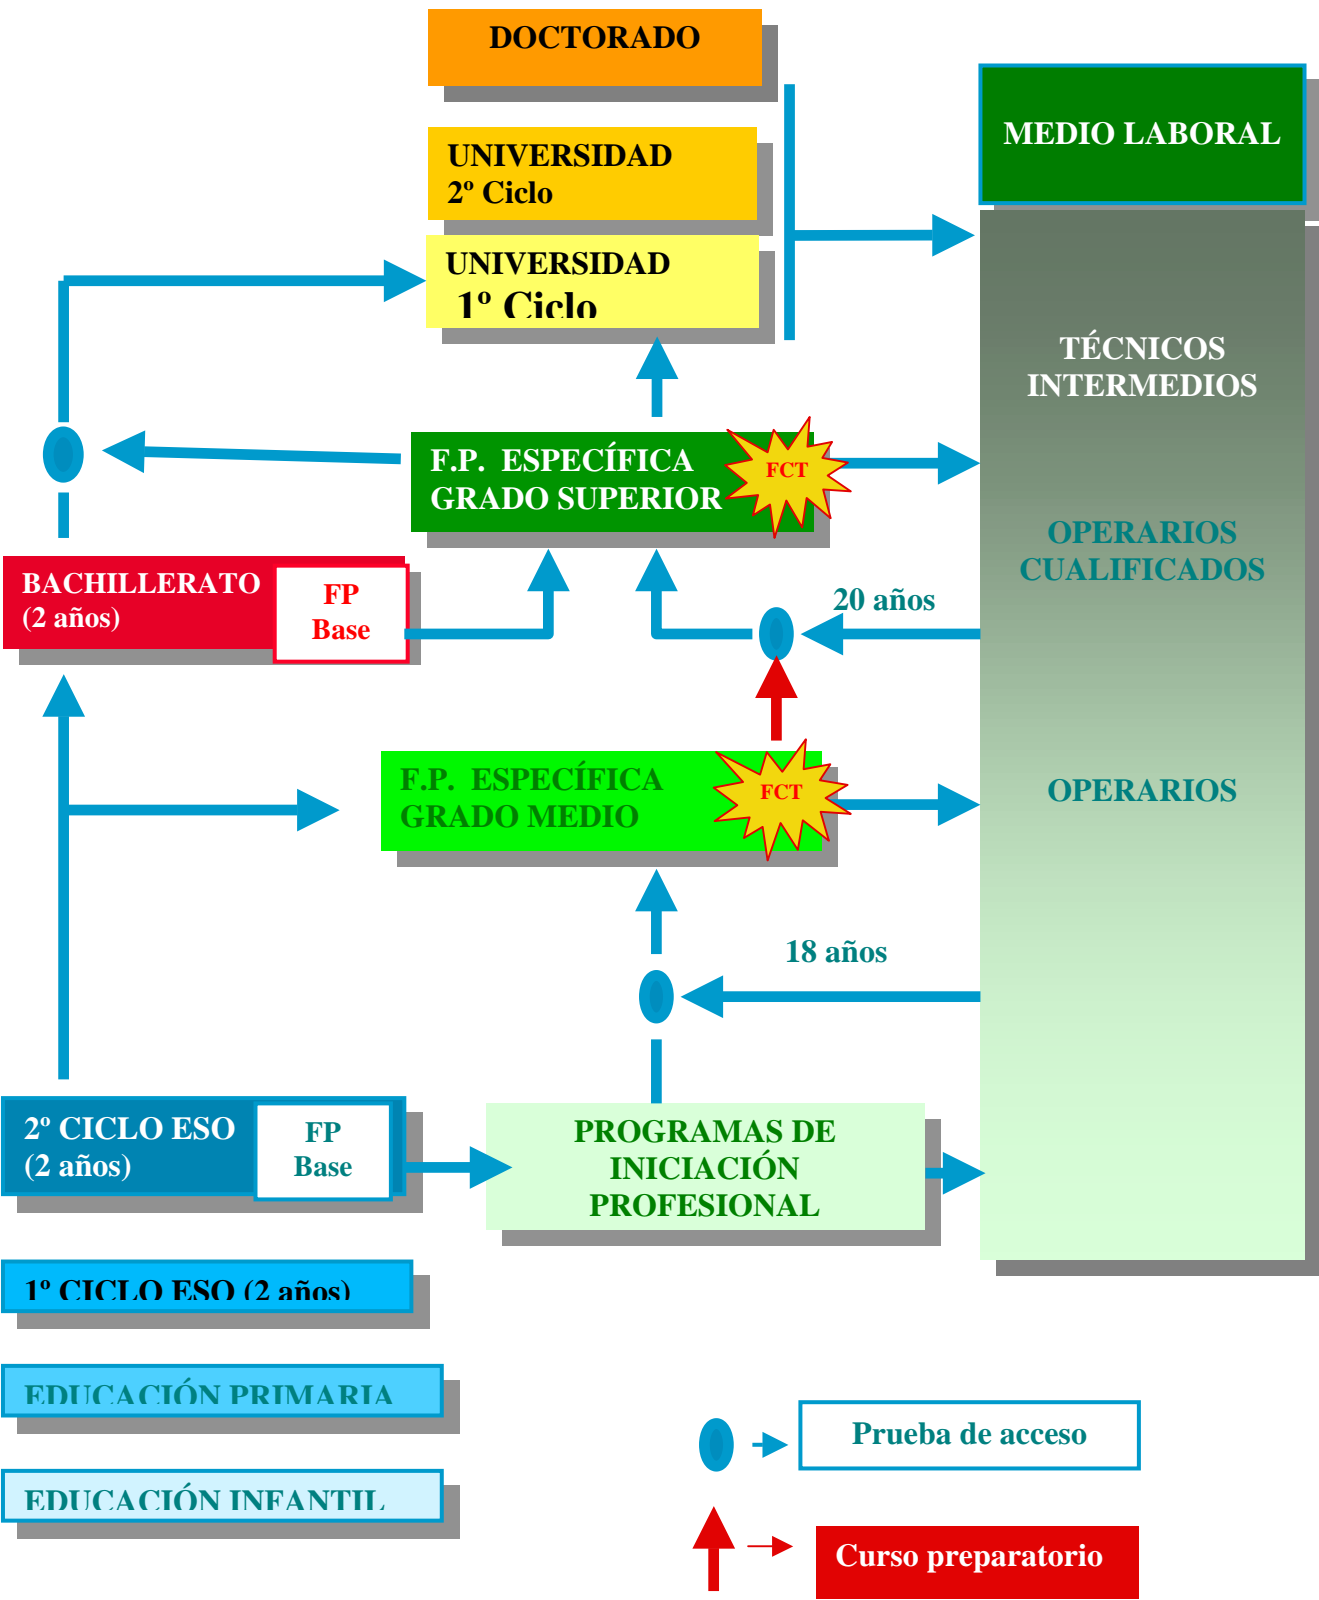 DOCTORADO
MEDIO LABORAL
UNIVERSIDAD
2º Ciclo
UNIVERSIDAD
1º Ciclo
TÉCNICOS
INTERMEDIOS
F.P. ESPECÍFICA
GRADO SUPERIOR
FCT
OPERARIOS
CUALIFICADOS
BACHILLERATO
(2 años)
FP
Base
20 años
F.P. ESPECÍFICA
GRADO MEDIO
FCT
OPERARIOS
18 años
2º CICLO ESO
(2 años)
FP
Base
PROGRAMAS DE
INICIACIÓN
PROFESIONAL
1º CICLO ESO (2 años)
EDUCACIÓN PRIMARIA
EDUCACIÓN INFANTIL
Prueba de acceso
Curso preparatorio